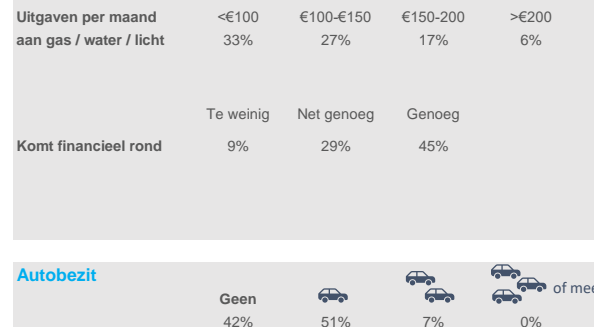 Uitgaven per maand <€100 €100-€150 €150-200 >€200
aan gas / water / licht 33% 27% 17% 6%
Te weinig Net genoeg Genoeg
Komt financieel rond 9% 29% 45%
Autobezit
Geen of mee
42% 51% 7% 0%